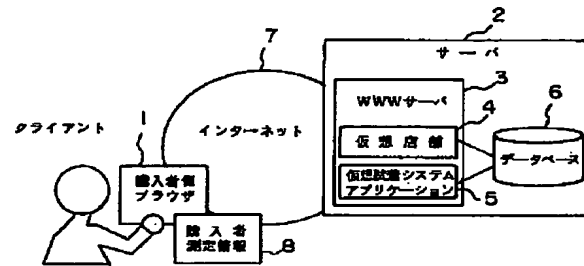 2
サーバ
7
3
WWWサーバ
4
6
クライアント
1
インターネット
仮想店舗
データベース
購入者側
ブラウザ
仮想試着システム
アプリケーション
5
購入者
測定情報
8